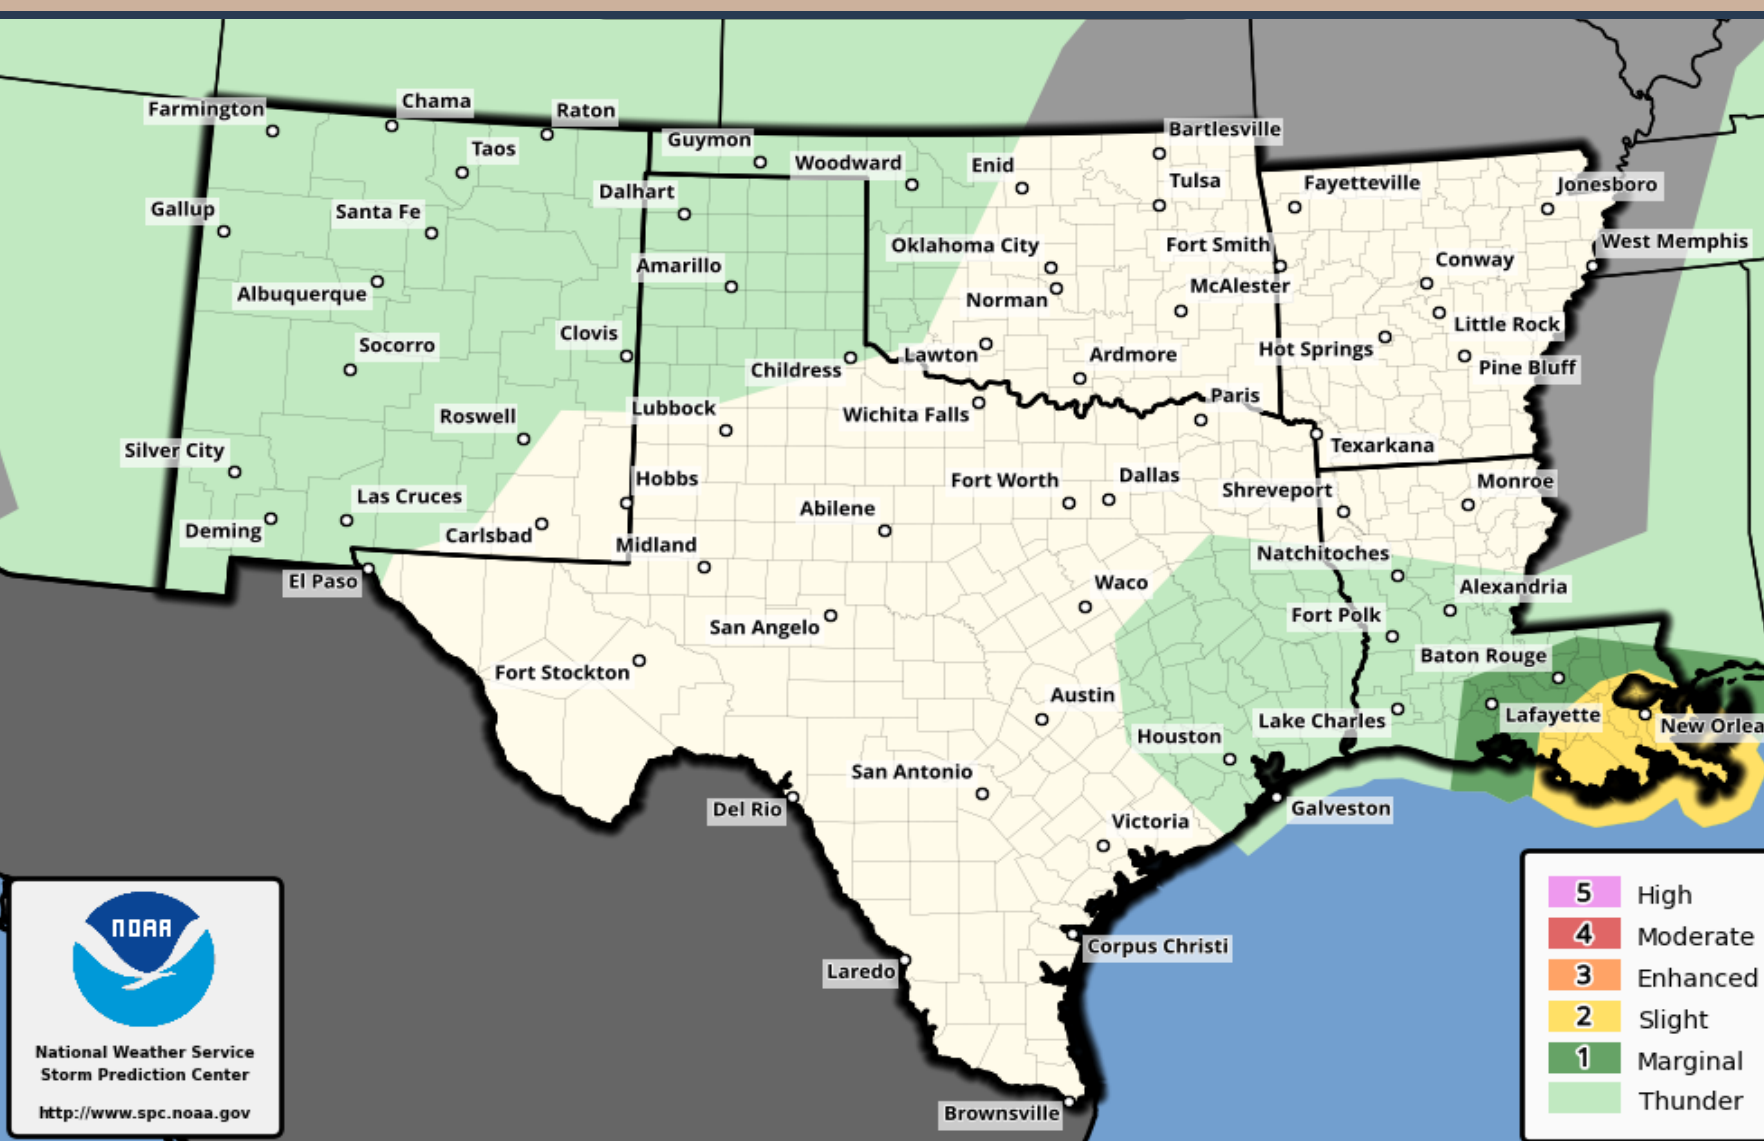 Farmington
Chama
Raton
Guymon
Bartlesville
Taos
Woodward
Enid
Tulsa
Fayetteville
Jonesboro
Dalhart
Gallup
Santa Fe
Oklahoma City
Fort Smith
West Memphis
Amarillo
Conway
Albuquerque
Norman
McAlester
Clovis
Socorro
Little Rock
Childress
Lawton
Ardmore
Hot Springs
Pine Bluff
Roswell
Lubbock
Wichita Falls
Paris
Silver City
Texarkana
Hobbs
Fort Worth
Dallas
Shreveport
Monroe
Las Cruces
Abilene
Deming
Carlsbad
Midland
Natchitoches
El Paso
Waco
Alexandria
San Angelo
Fort Polk
Baton Rouge
Fort Stockton
Austin
Lafayette
Lake Charles
New Orlea
Houston
San Antonio
Del Rio
Galveston
Victoria
Corpus Christi
Laredo
Brownsville
NOAA
National Weather Service
Storm Prediction Center
http://www.spc.noaa.gov
5 High
4 Moderate
3 Enhanced
2 Slight
1 Marginal
Thunder